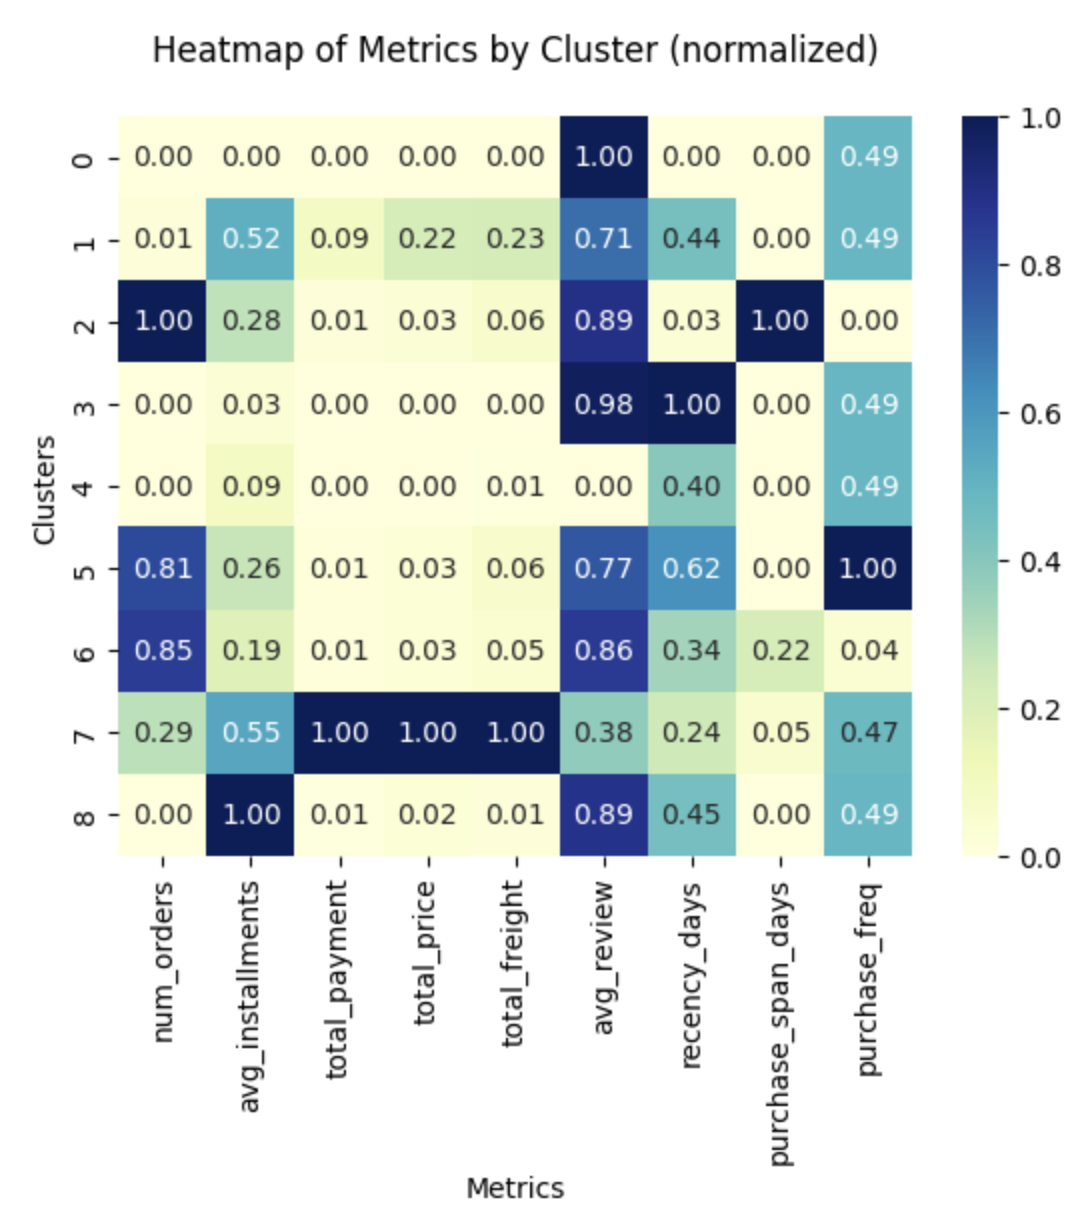 Heatmap of Metrics by Cluster (normalized)
0 0.00 0.00 0.00 0.00 0.00 1.00 0.00 0.00 0.49
1 0.01 0.52 0.09 0.22 0.23 0.71 0.44 0.00 0.49
2 1.00 0.28 0.01 0.03 0.06 0.89 0.03 1.00 0.00
3 0.00 0.03 0.00 0.00 0.00 0.98 1.00 0.00 0.49
4 0.00 0.09 0.00 0.00 0.01 0.00 0.40 0.00 0.49
5 0.81 0.26 0.01 0.03 0.06 0.77 0.62 0.00 1.00
6 0.85 0.19 0.01 0.03 0.05 0.86 0.34 0.22 0.04
7 0.29 0.55 1.00 1.00 1.00 0.38 0.24 0.05 0.47
8 0.00 1.00 0.01 0.02 0.01 0.89 0.45 0.00 0.49
Clusters
num_orders
avg_installments
total_payment
total_price
total_freight
avg_review
recency_days
purchase_span_days
purchase_freq
Metrics
1.0
0.8
0.6
0.4
0.2
0.0